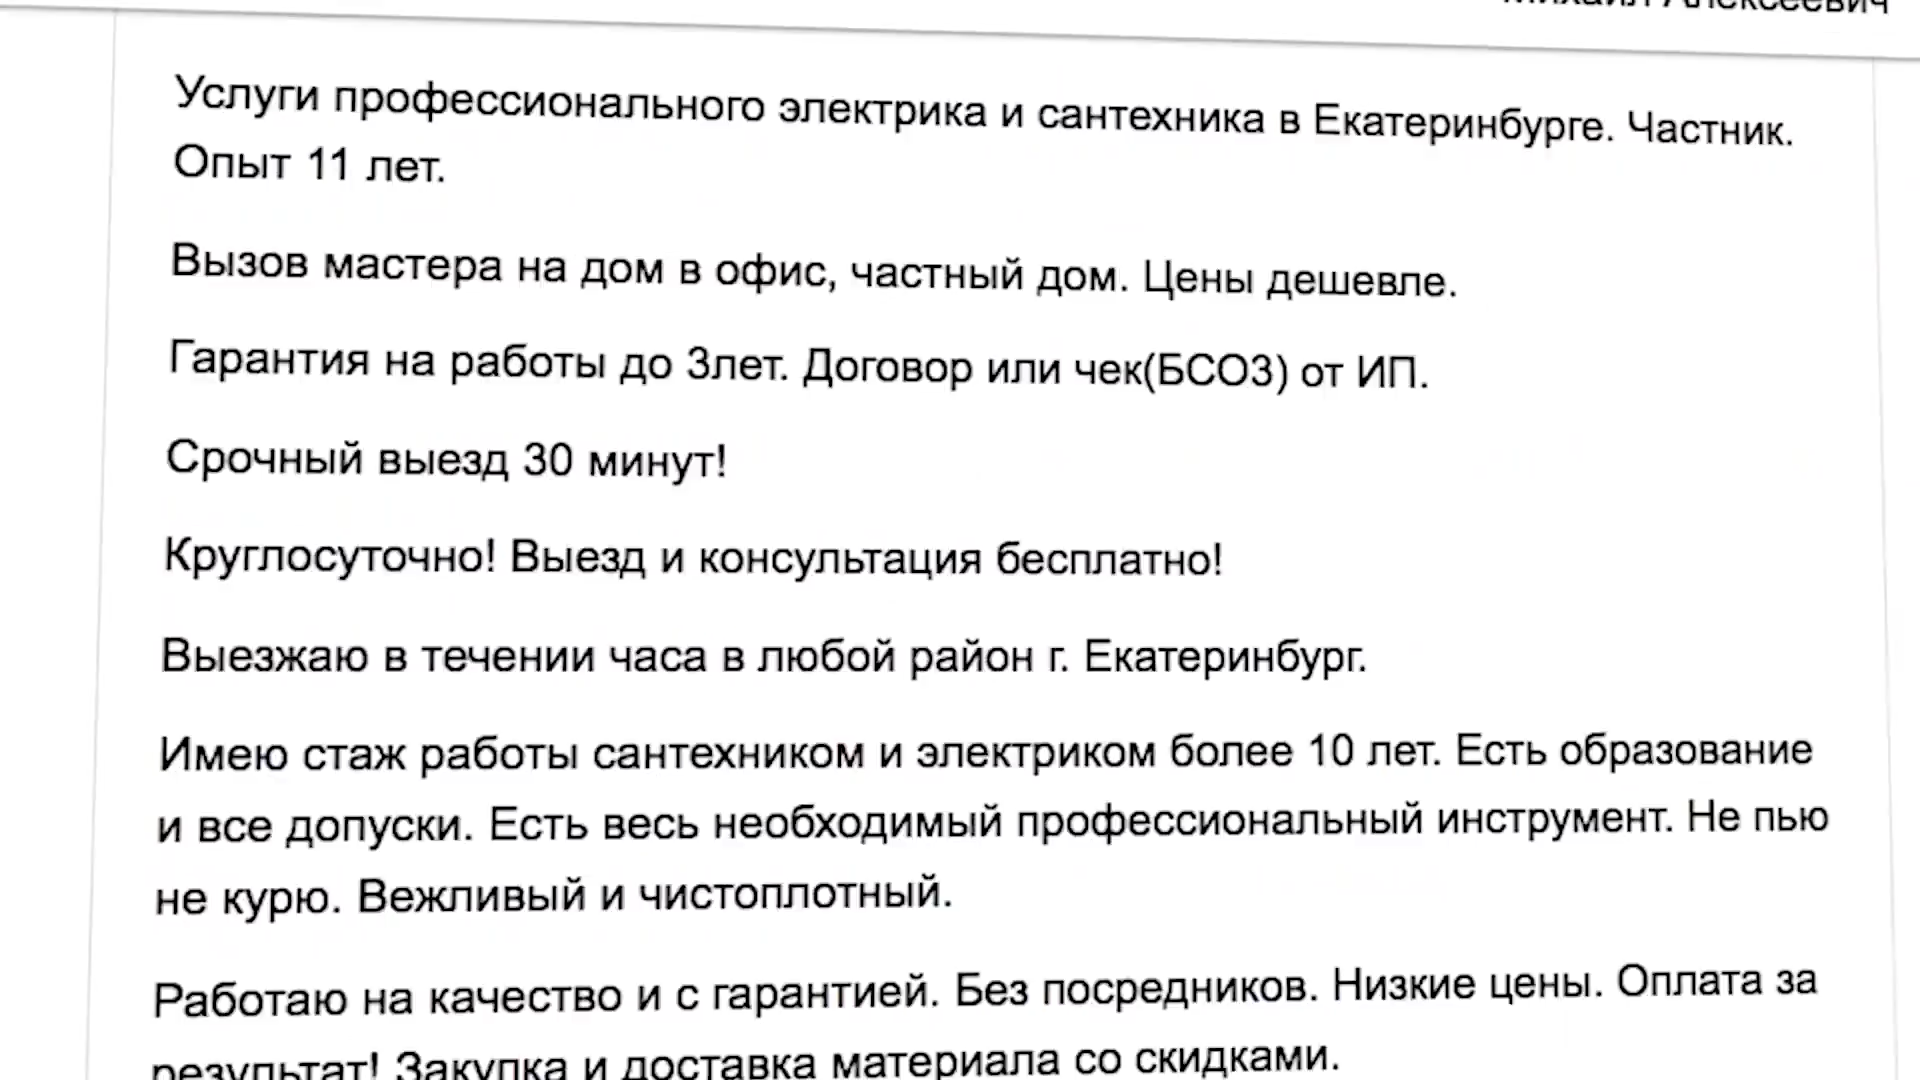 Михаил Алексеевич
Услуги профессионального электрика и сантехника в Екатеринбурге. Частник.
Опыт 11 лет.
Вызов мастера на дом в офис, частный дом. Цены дешевле.
Гарантия на работы до 3лет. Договор или чек(БСО3) от ИП.
Срочный выезд 30 минут!
Круглосуточно! Выезд и консультация бесплатно!
Выезжаю в течении часа в любой район г. Екатеринбург.
Имею стаж работы сантехником и электриком более 10 лет. Есть образование
и все допуски. Есть весь необходимый профессиональный инструмент. Не пью
не курю. Вежливый и чистоплотный.
Работаю на качество и с гарантией. Без посредников. Низкие цены. Оплата за
результат! Закупка и доставка материала со скидками.